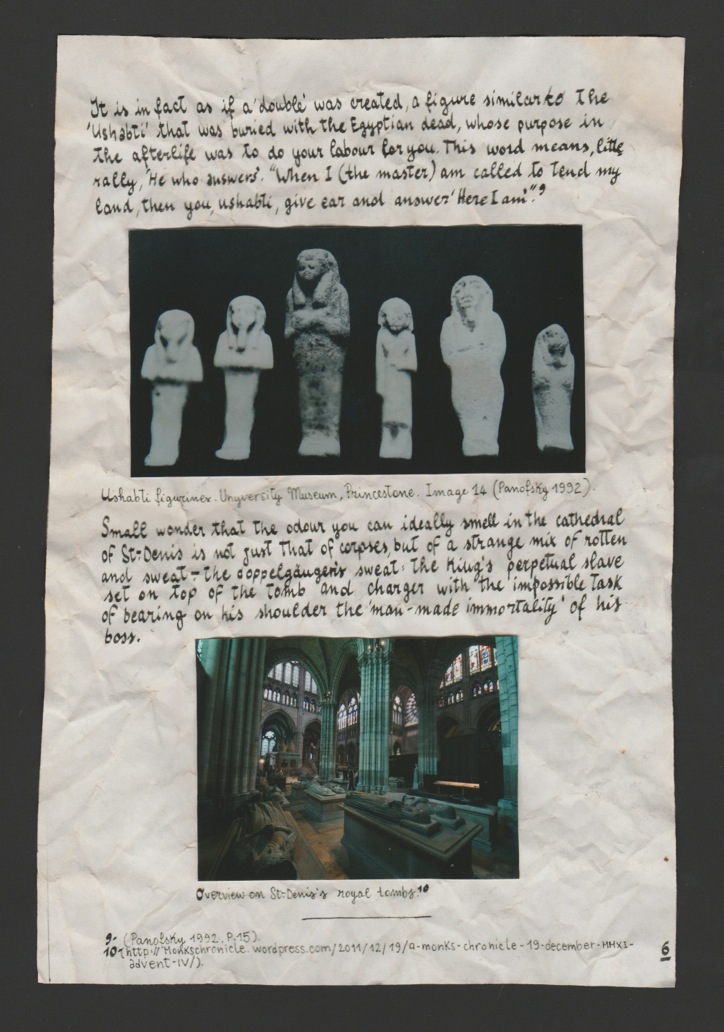 It is in fact as if a 'double' was created, a figure similar to the
'Ushabti' that was buried with the Egyptian dead, whose purpose in
the afterlife was to do your labour for you. This word means, litte
rally, 'He who answers'. "When I (the master) am called to tend my
land, then you, ushabti, give ear and answer 'Here I am'".9
Ushabti figurines. Unyversity Museum, Princestone. Image 14 (Panofsky 1992).
Small wonder that the odour you can ideally smell in the cathedral
of St-Denis is not just that of corpses, but of a strange mix of rotten
and sweat – the doppelgänger's sweat: the King's perpetual slave
set on top of the tomb and charger with the impossible task
of bearing on his shoulder the 'man-made immortality' of his
boss.
Overview on St-Denis's royal tombs.10
9- (Panofsky 1992, P.15).
10- (http://Monkschronicle.wordpress.com/2011/12/19/a-monks-chronicle-19-december-MMXI-
advent-IV/).
6